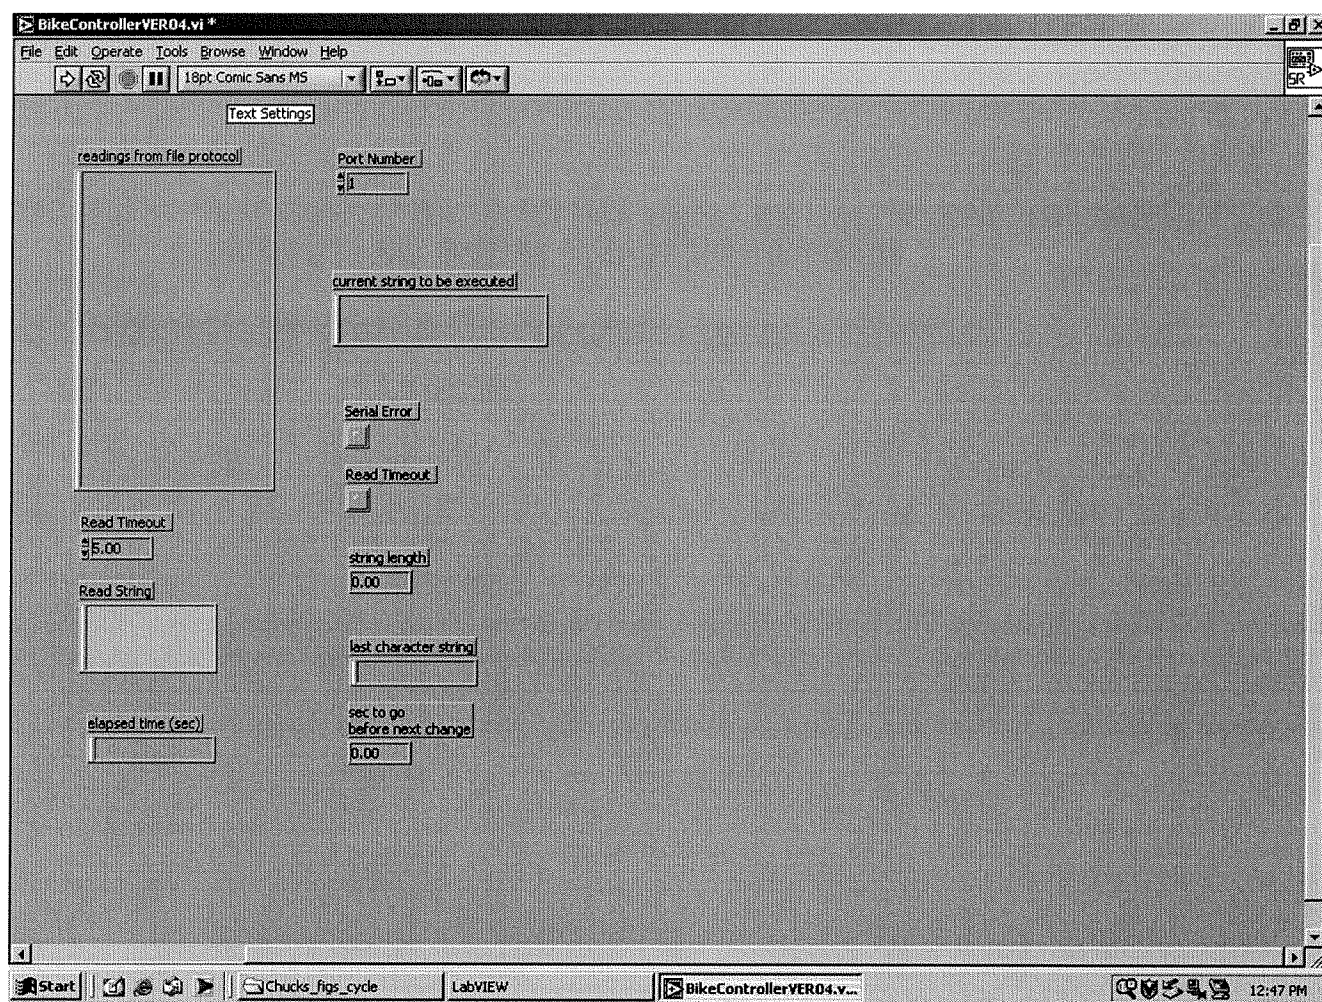 BikeControllerVER04.vi *
File Edit Operate Tools Browse Window Help
18pt Comic Sans MS
SR
Text Settings
readings from file protocol
Port Number
1
current string to be executed
Serial Error
Read Timeout
Read Timeout
5.00
string length
0.00
Read String
last character string
sec to go
before next change
0.00
elapsed time (sec)
Start
Chucks_figs_cycle
LabVIEW
BikeControllerVER04.v...
12:47 PM